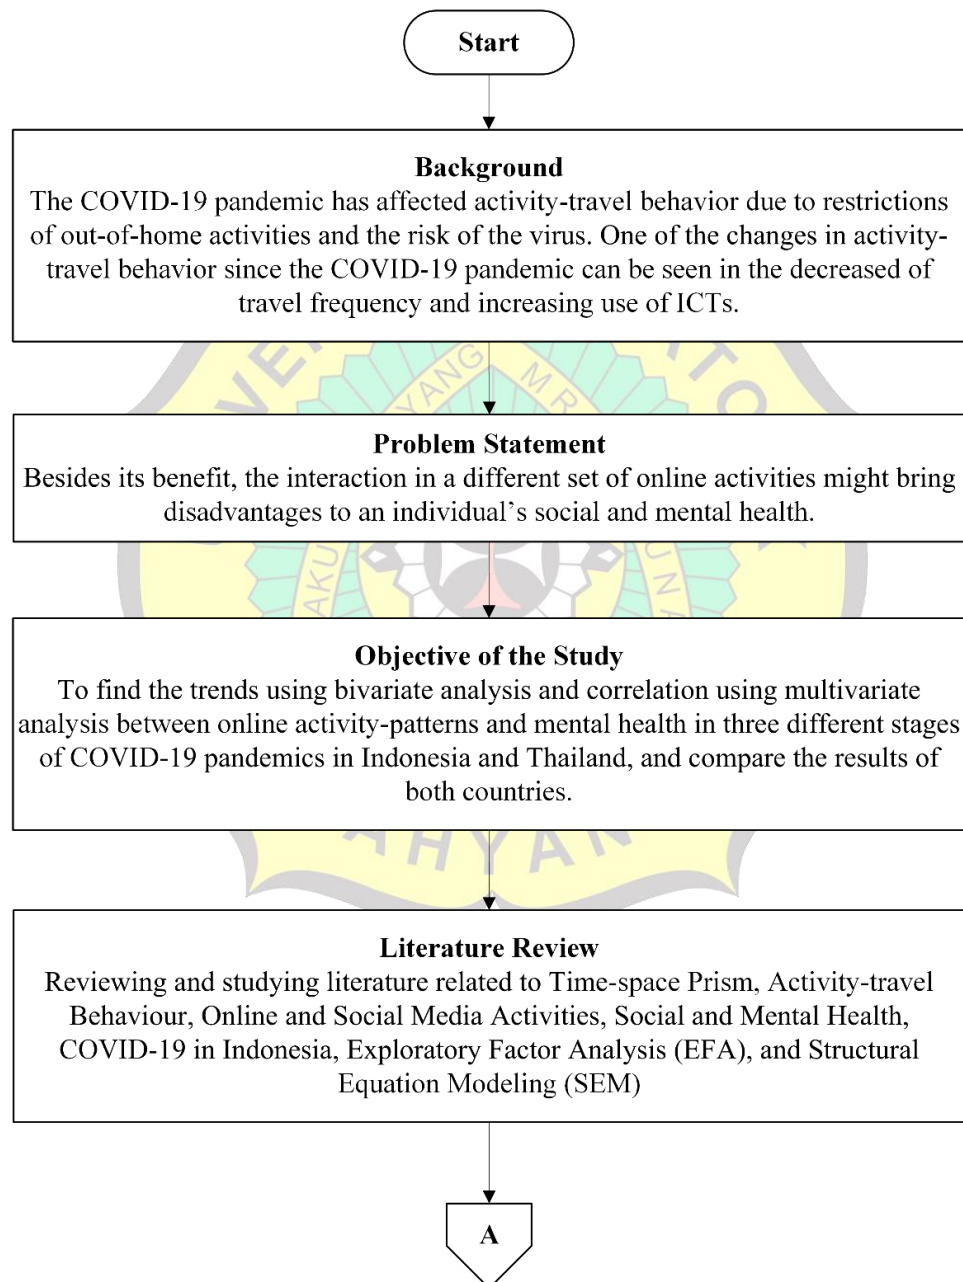 Start
Background
The COVID-19 pandemic has affected activity-travel behavior due to restrictions
of out-of-home activities and the risk of the virus. One of the changes in activity-
travel behavior since the COVID-19 pandemic can be seen in the decreased of
travel frequency and increasing use of ICTs.
Problem Statement
Besides its benefit, the interaction in a different set of online activities might bring
disadvantages to an individual's social and mental health.
Objective of the Study
To find the trends using bivariate analysis and correlation using multivariate
analysis between online activity-patterns and mental health in three different stages
of COVID-19 pandemics in Indonesia and Thailand, and compare the results of
both countries.
AHYAN
Literature Review
Reviewing and studying literature related to Time-space Prism, Activity-travel
Behaviour, Online and Social Media Activities, Social and Mental Health,
COVID-19 in Indonesia, Exploratory Factor Analysis (EFA), and Structural
Equation Modeling (SEM)
A